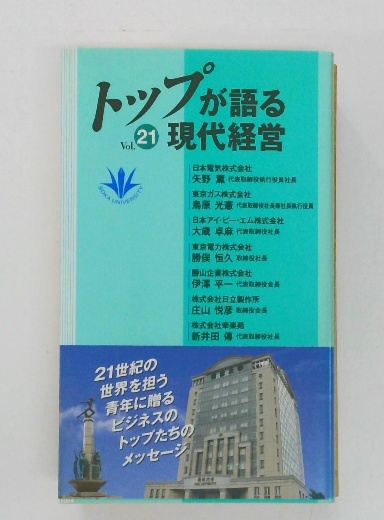 トップが語る
Vol.21 現代経営
SOKA UNIVERSITY
日本電気株式会社
矢野 薫 代表取締役執行役員社長
東京ガス株式会社
鳥原 光憲 代表取締役社長兼社長執行役員
日本アイ・ビー・エム株式会社
大歳 卓麻 代表取締役社長
東京電力株式会社
勝俣 恒久 取締役社長
勝山企業株式会社
伊澤 平一 代表取締役会長
株式会社日立製作所
庄山 悦彦 取締役会長
株式会社幸楽苑
新井田 傳 代表取締役社長
21世紀の
世界を担う
青年に贈る
ビジネスの
トップたちの
メッセージ